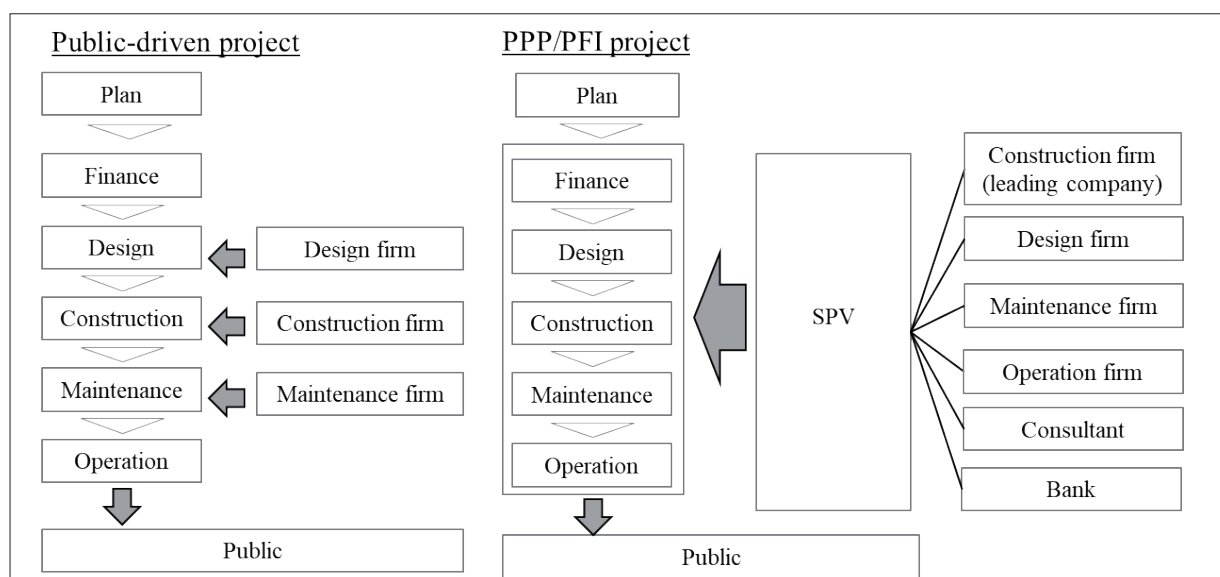 Public-driven project
Plan
Finance
Design
Construction
Maintenance
Operation
Public
Design firm
Construction firm
Maintenance firm
PPP/PFI project
Plan
Finance
Design
Construction
Maintenance
Operation
Public
SPV
Construction firm
(leading company)
Design firm
Maintenance firm
Operation firm
Consultant
Bank